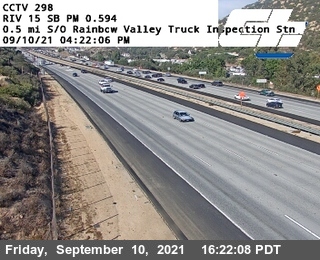 CCTV 298
RIV 15 SB PM 0.594
0.5 mi S/O Rainbcw Valley Truck Inspection Stn
09/10/21 04:22:06 PM
Friday, September 10, 2021 16:22:08 PDT